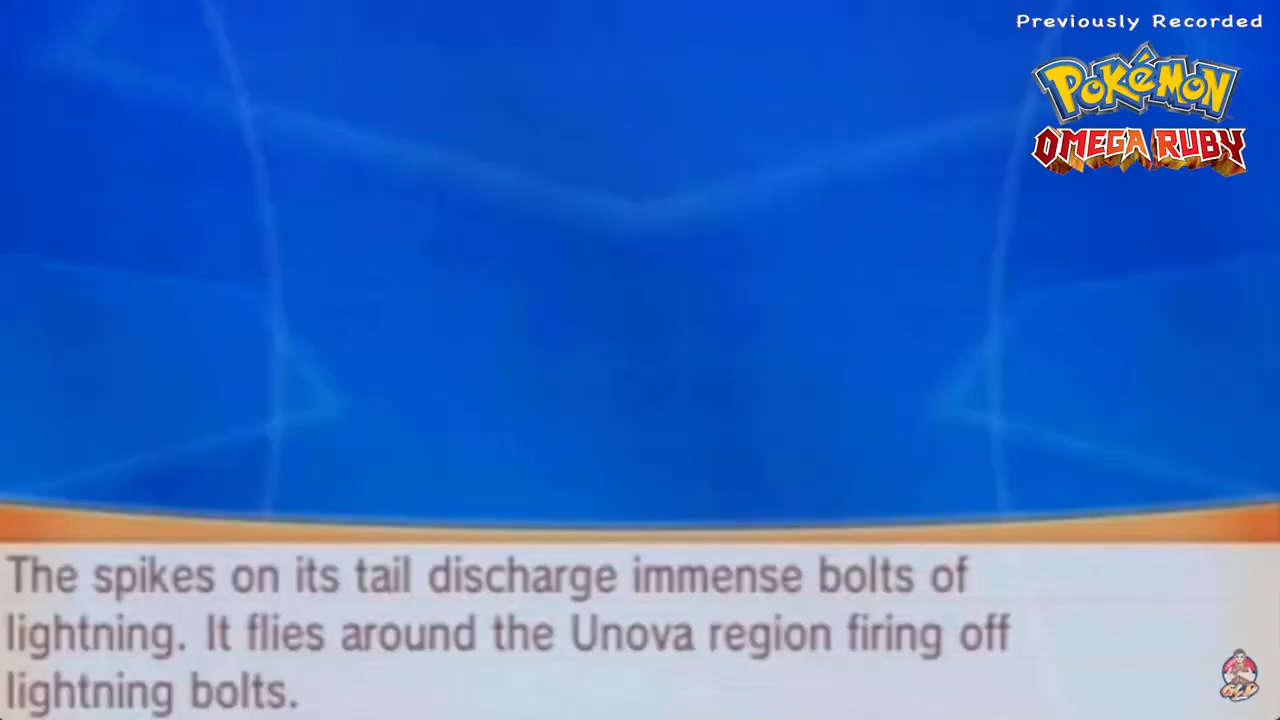 Previously Recorded
POKéMON
OMEGA RUBY
The spikes on its tail discharge immense bolts of
lightning. It flies around the Unova region firing off
lightning bolts.
GLD